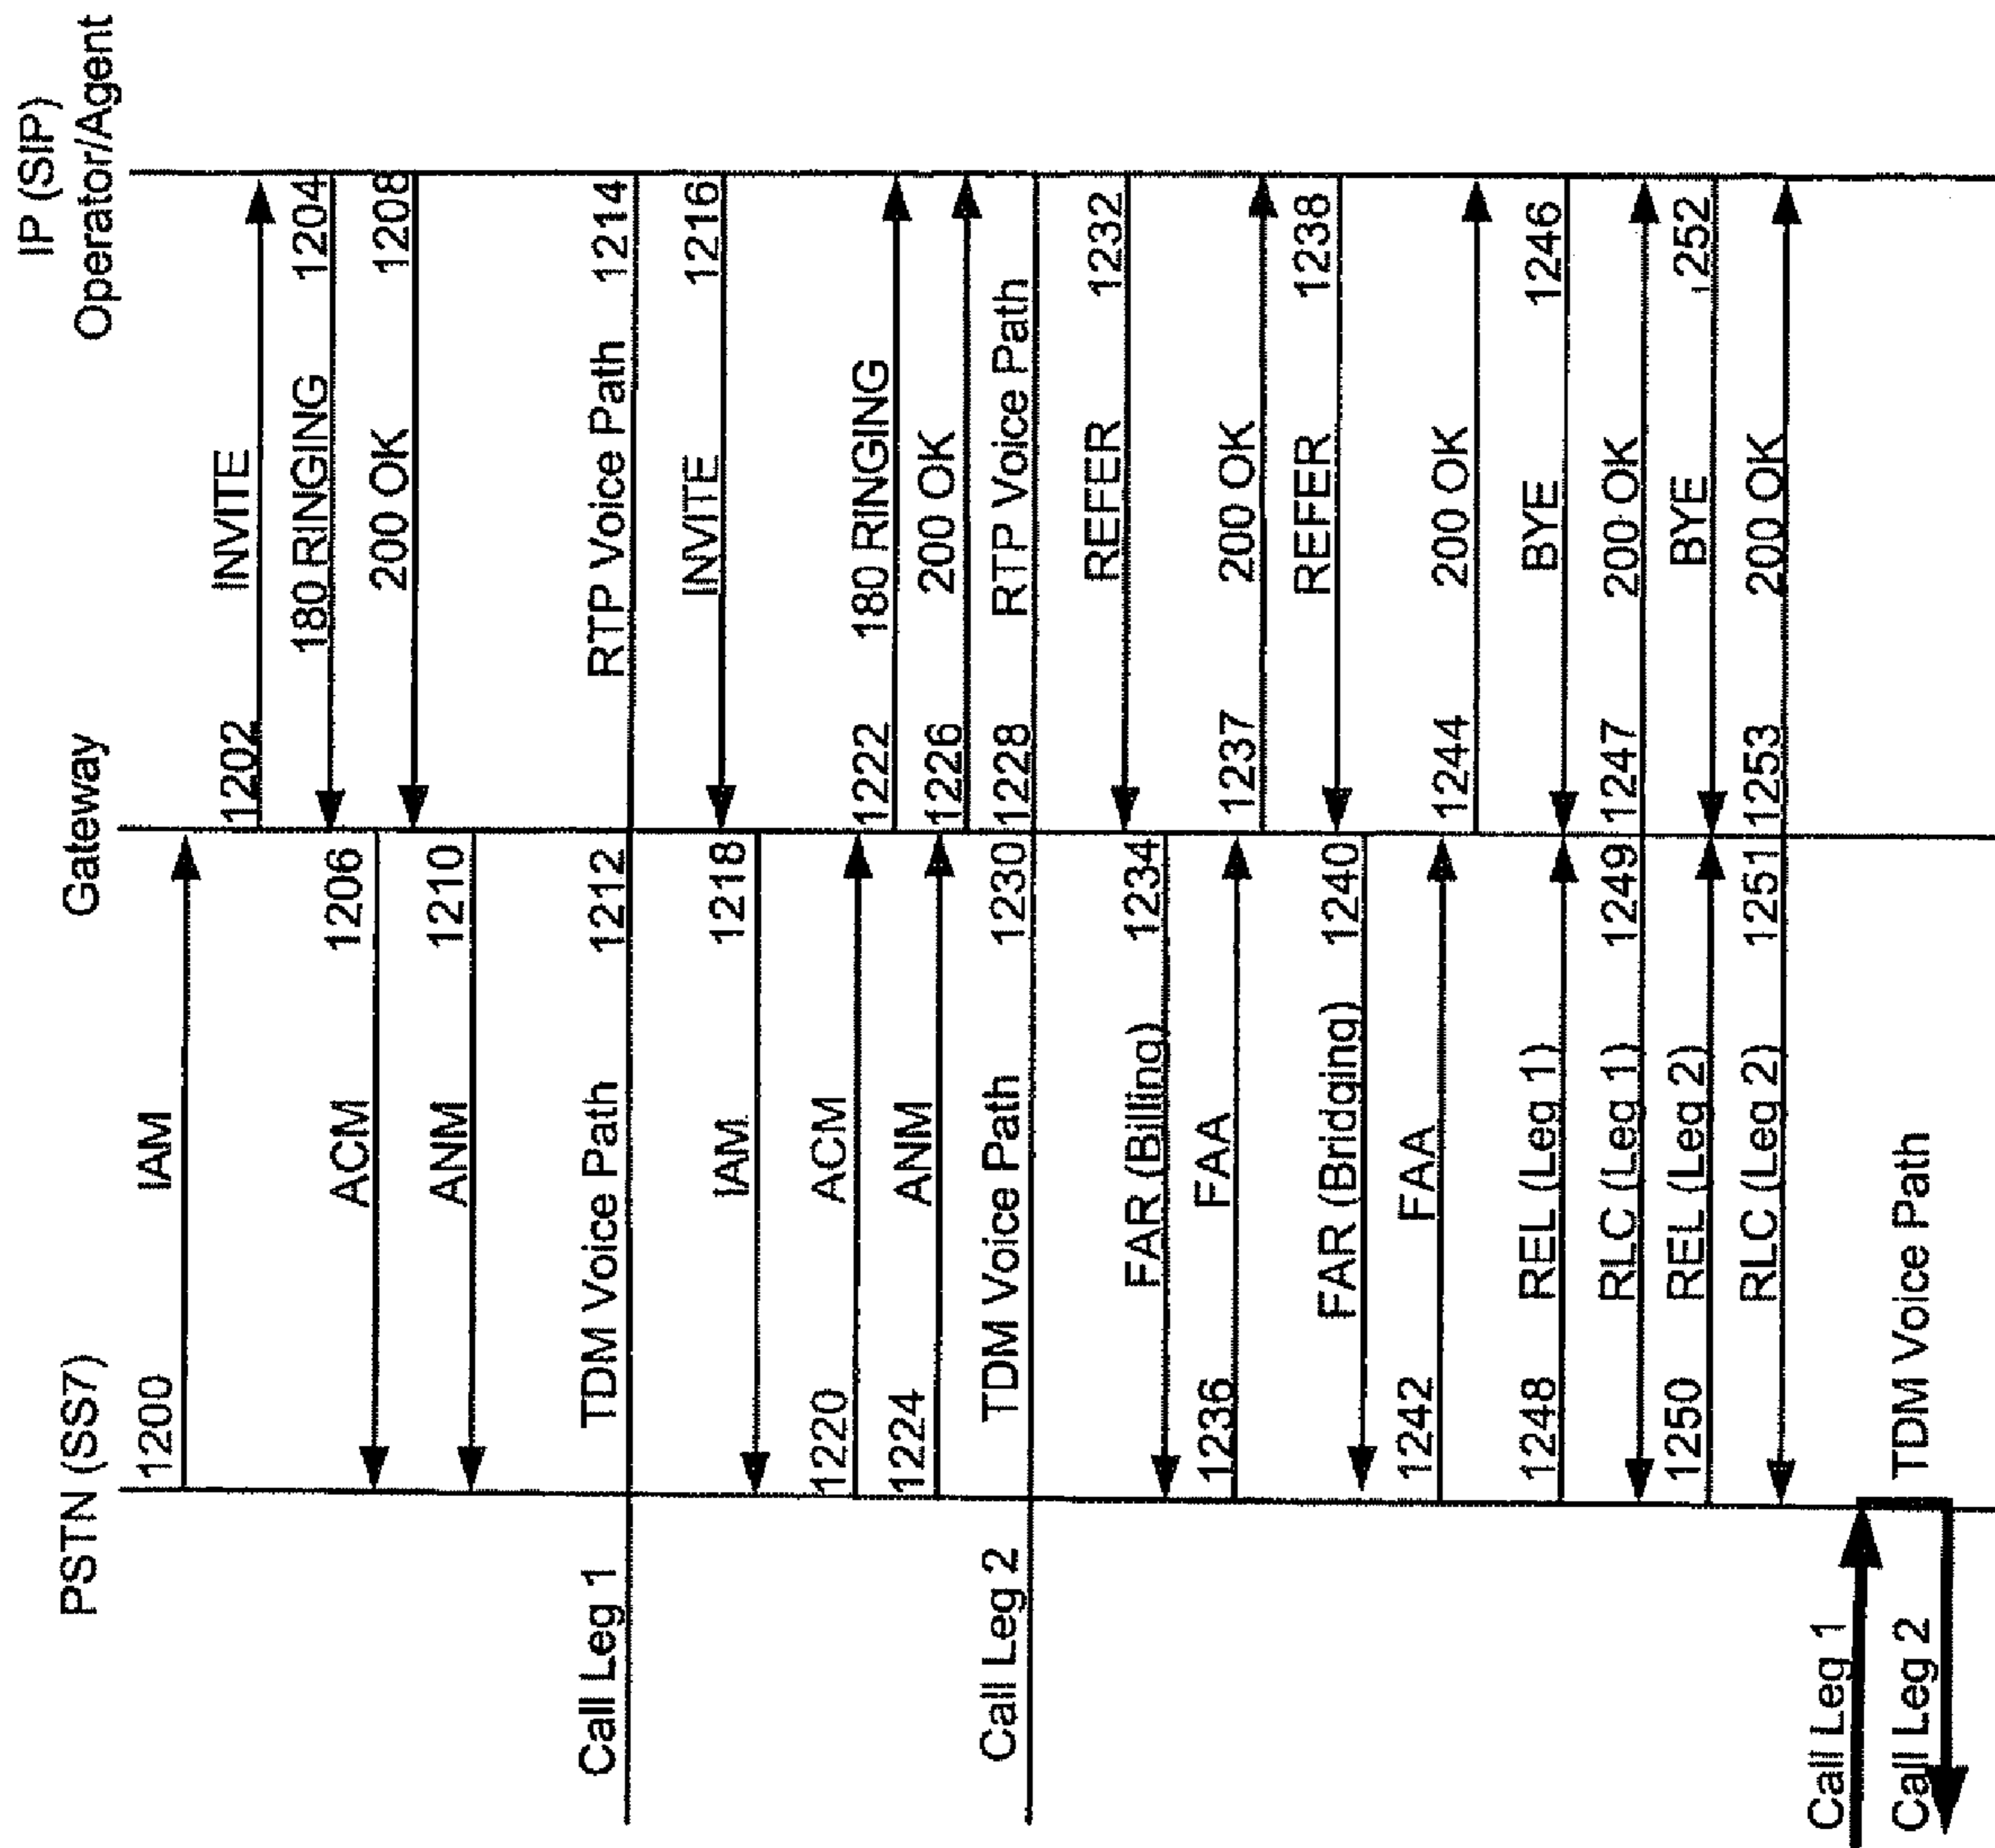 PSTN (SS7)
Gateway
IP (SIP)
Operator/Agent
1200
IAM
1202
INVITE
180 RINGING
1204
ACM
1206
200 OK
1208
ANM
1210
Call Leg 1
TDM Voice Path
1212
RTP Voice Path
1214
INVITE
1216
IAM
1218
1220
ACM
1222
180 RINGING
1224
ANM
1226
200 OK
Call Leg 2
TDM Voice Path
1230
1228
RTP Voice Path
REFER
1232
FAR (Billing)
1234
1236
FAA
1237
200 OK
REFER
1238
FAR (Bridging)
1240
1242
FAA
1244
200 OK
1248
REL (Leg 1)
BYE
1246
RLC (Leg 1)
1249
1247
200 OK
1250
REL (Leg 2)
BYE
1252
RLC (Leg 2)
1251
1253
200 OK
Call Leg 1
Call Leg 2
TDM Voice Path